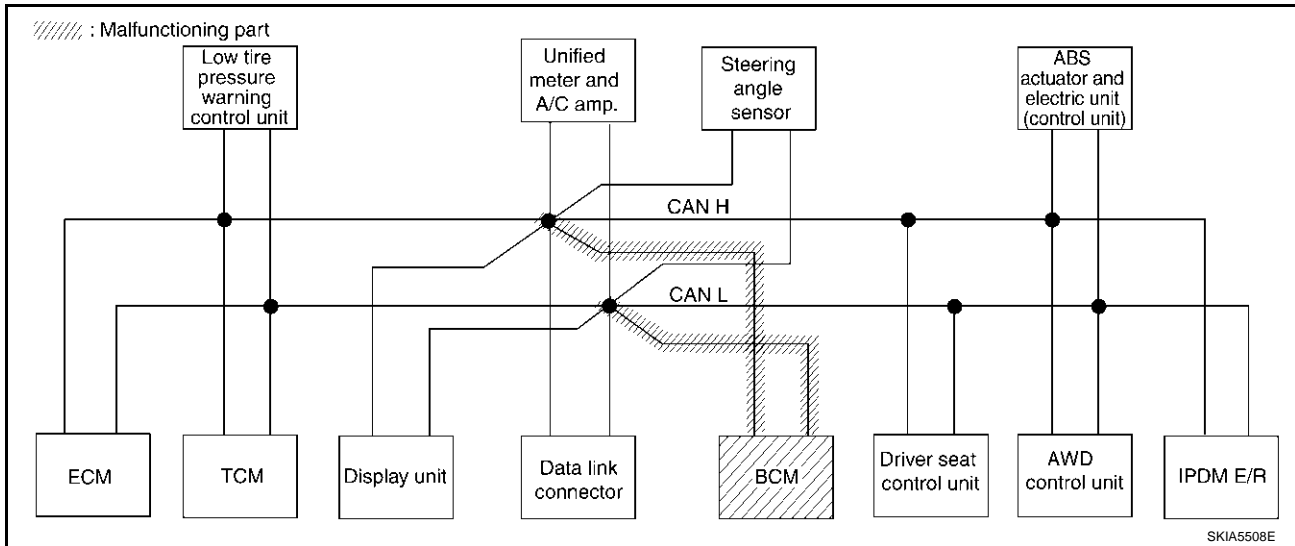 : Malfunctioning part
Low tire
pressure
warning
control unit
Unified
meter and
A/C amp.
Steering
angle
sensor
ABS
actuator and
electric unit
(control unit)
CAN H
CAN L
ECM
TCM
Display unit
Data link
connector
BCM
Driver seat
control unit
AWD
control unit
IPDM E/R
SKIA5508E